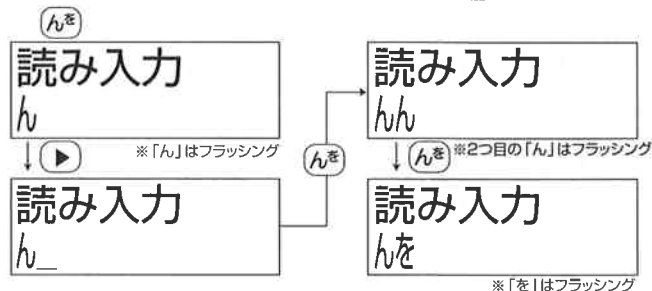 んを
読み入力
ん
※「ん」はフラッシング
▶
読み入力
ん_
んを
読み入力
んん
んを ※2つ目の「ん」はフラッシング
読み入力
んを
※「を」はフラッシング